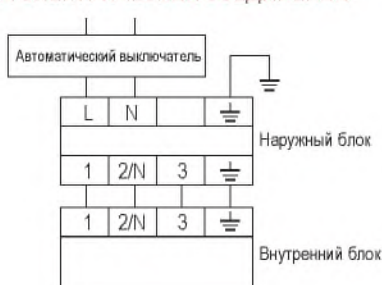 Автоматический выключатель
L N
Наружный блок
1 2/N 3
1 2/N 3
Внутренний блок